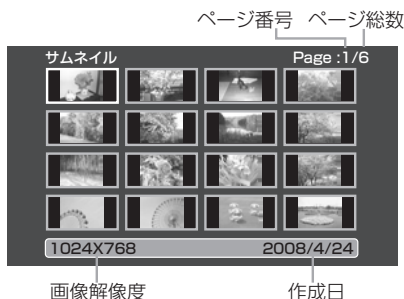 ページ番号 ページ総数
サムネイル Page :1/6
1024X768 2008/4/24
画像解像度 作成日